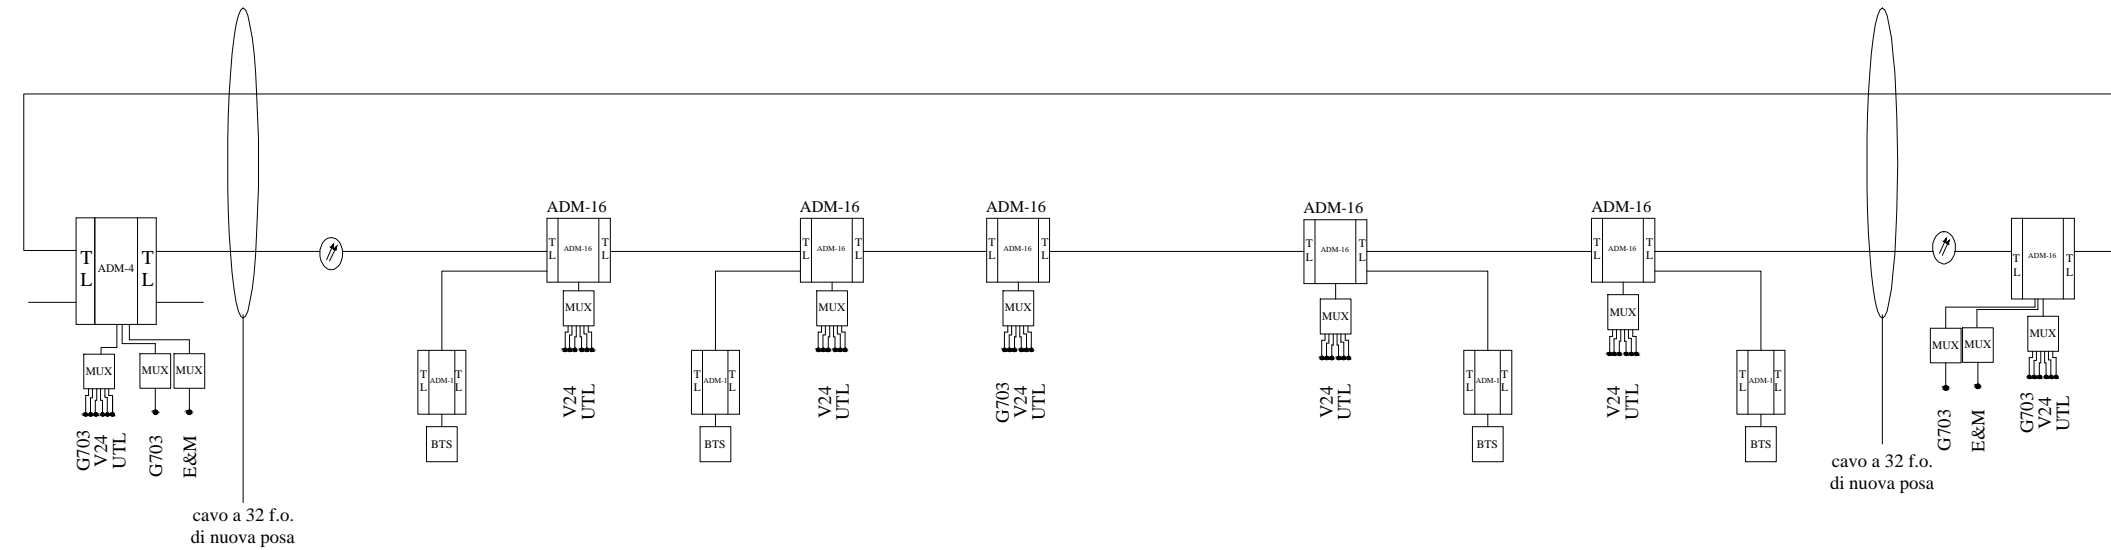 ADM-16
ADM-16
ADM-16
ADM-16
ADM-16
TL
ADM-4
TL
TL
ADM-16
TL
TL
ADM-16
TL
TL
ADM-16
TL
TL
ADM-16
TL
TL
ADM-16
TL
TL
ADM-16
TL
MUX
MUX
MUX
MUX
MUX
MUX
MUX
MUX
MUX
MUX
MUX
TL
ADM-1
TL
TL
ADM-1
TL
TL
ADM-1
TL
TL
ADM-1
TL
BTS
BTS
BTS
BTS
G703
V24
UTL
G703
E&M
V24
UTL
V24
UTL
G703
V24
UTL
V24
UTL
V24
UTL
G703
E&M
G703
V24
UTL
cavo a 32 f.o.
di nuova posa
cavo a 32 f.o.
di nuova posa